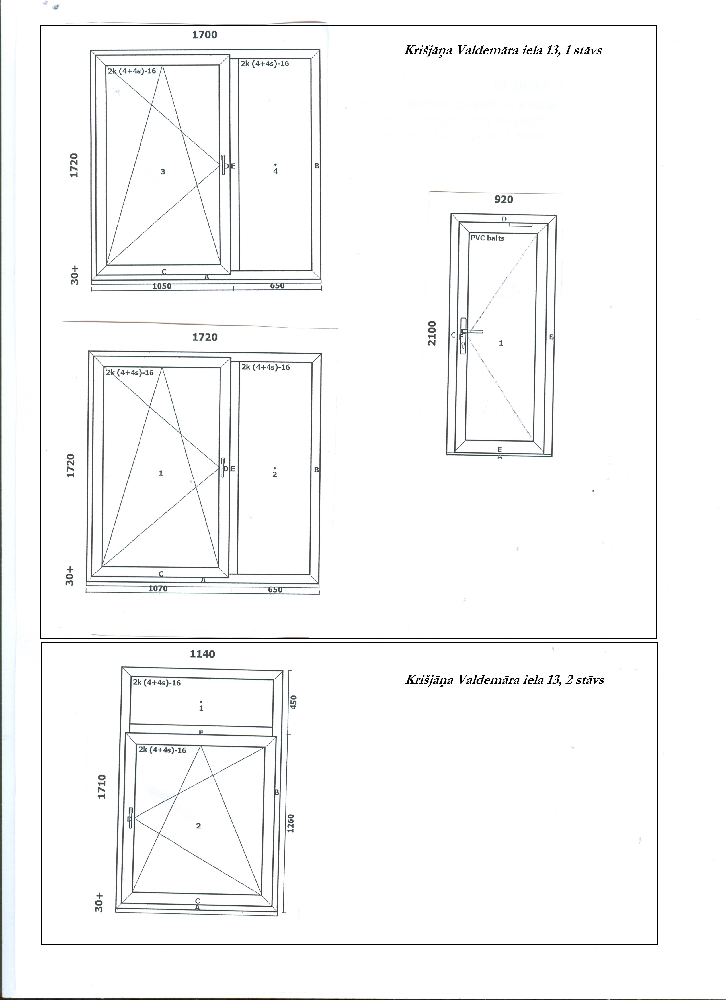 1700
Krišjāņa Valdemāra iela 13, 1 stāvs
2k (4+4s)-16
2k (4+4s)-16
1720
3
D E
4
B
30+
C
A
1050
650
920
D
PVC balts
2100
C
F
1
B
E
A
1720
2k (4+4s)-16
2k (4+4s)-16
1720
1
D E
2
B
30+
C
A
1070
650
1140
Krišjāņa Valdemāra iela 13, 2 stāvs
2k (4+4s)-16
1
450
E
2k (4+4s)-16
1710
B
D
2
1260
30+
C
A